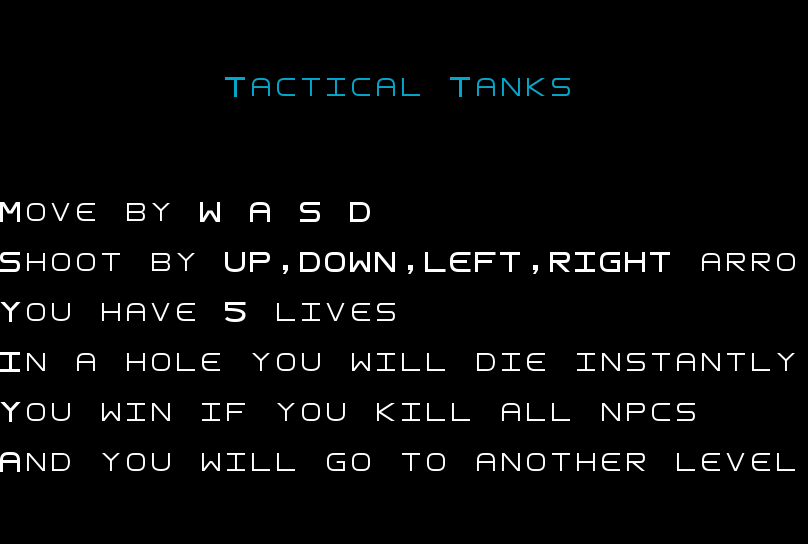 Tactical Tanks
Move by W A S D
Shoot by UP,DOWN,LEFT,RIGHT arro
You have 5 lives
In a hole you will die instantly
You win if you kill all npcs
And you will go to another level